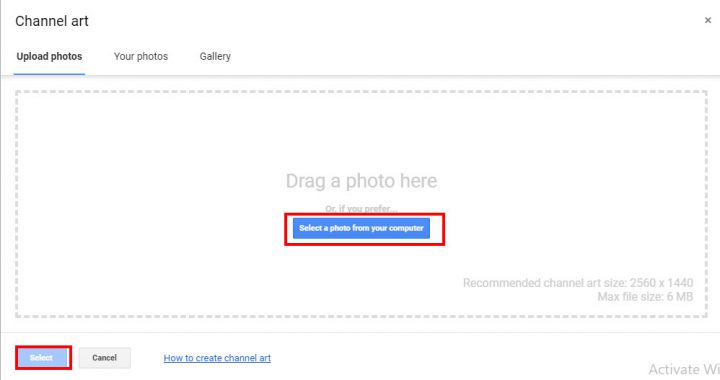 Channel art ×
Upload photos Your photos Gallery
Drag a photo here
Or, if you prefer...
Select a photo from your computer
Recommended channel art size: 2560 x 1440
Max file size: 6 MB
Select Cancel How to create channel art
Activate Wi